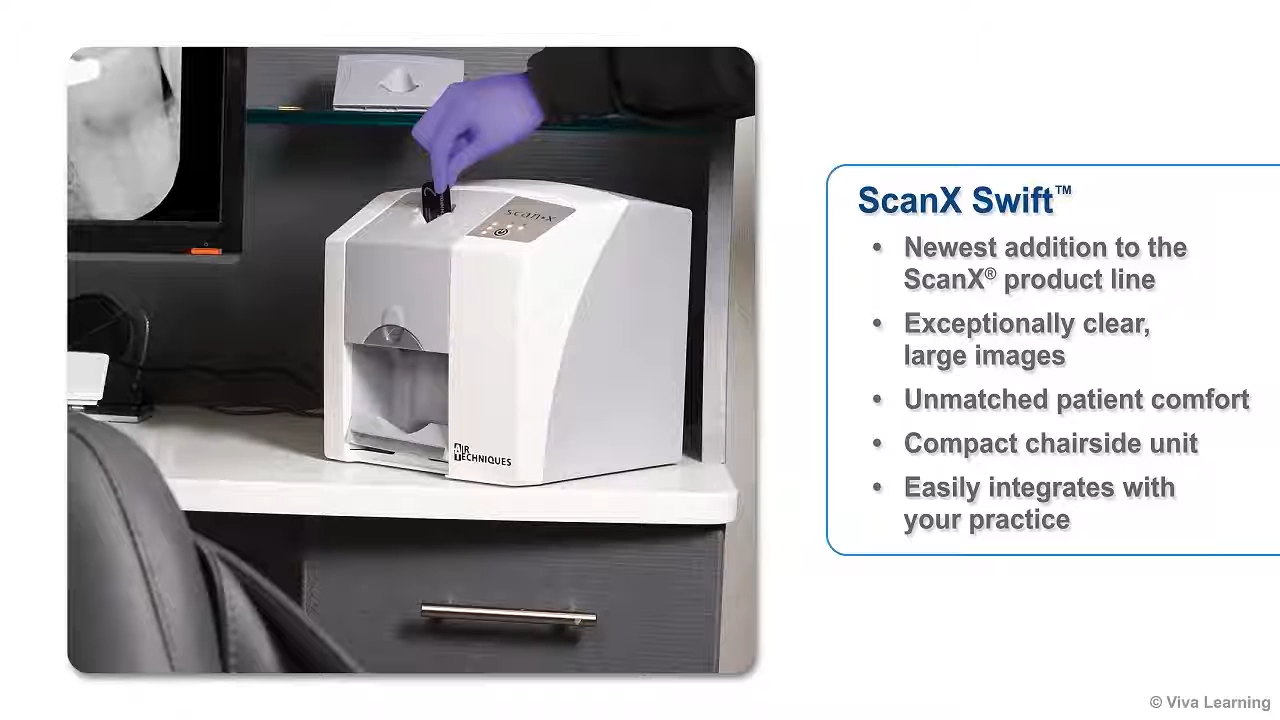 ScanX Swift™
• Newest addition to the
ScanX® product line
• Exceptionally clear,
large images
• Unmatched patient comfort
• Compact chairside unit
• Easily integrates with
your practice
scan•x
AIR
TECHNIQUES
© Viva Learning